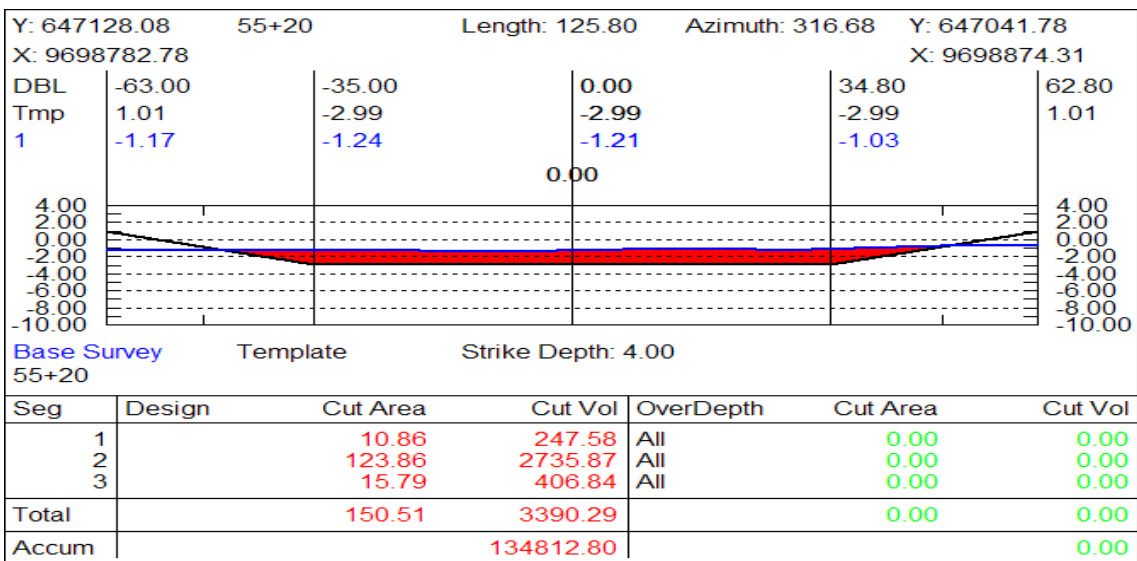 Y: 647128.08 55+20 Length: 125.80 Azimuth: 316.68 Y: 647041.78
X: 9698782.78 X: 9698874.31
DBL -63.00 -35.00 0.00 34.80 62.80
Tmp 1.01 -2.99 -2.99 -2.99 1.01
1 -1.17 -1.24 -1.21 -1.03
0.00
4.00 4.00
2.00 2.00
0.00 0.00
-2.00 -2.00
-4.00 -4.00
-6.00 -6.00
-8.00 -8.00
-10.00 -10.00
Base Survey Template Strike Depth: 4.00
55+20
Seg Design Cut Area Cut Vol OverDepth Cut Area Cut Vol
1 10.86 247.58 All 0.00 0.00
2 123.86 2735.87 All 0.00 0.00
3 15.79 406.84 All 0.00 0.00
Total 150.51 3390.29 0.00 0.00
Accum 134812.80 0.00